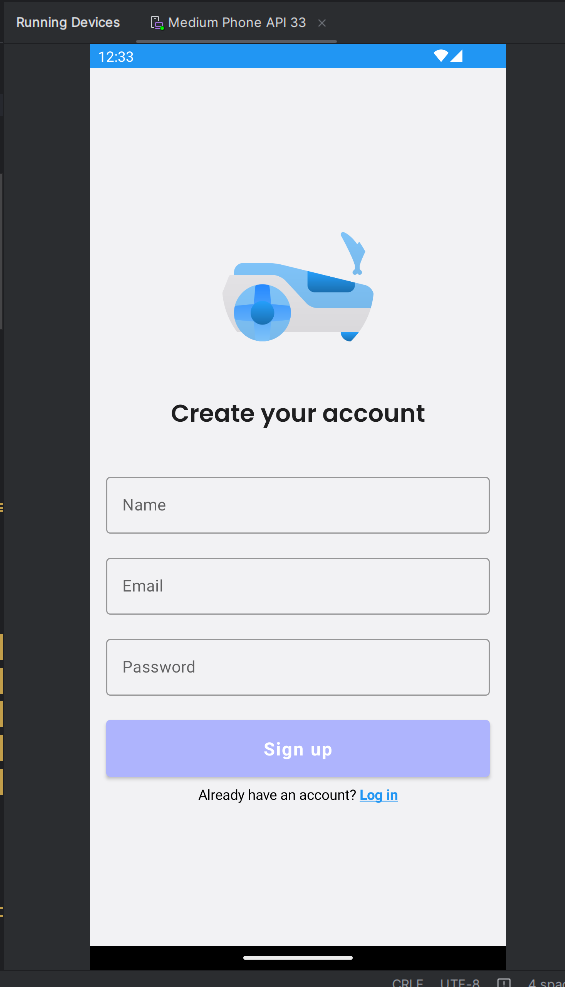 Running Devices
Medium Phone API 33
12:33
Create your account
Name
Email
Password
Sign up
Already have an account? Log in
CRLF UTF-8 4